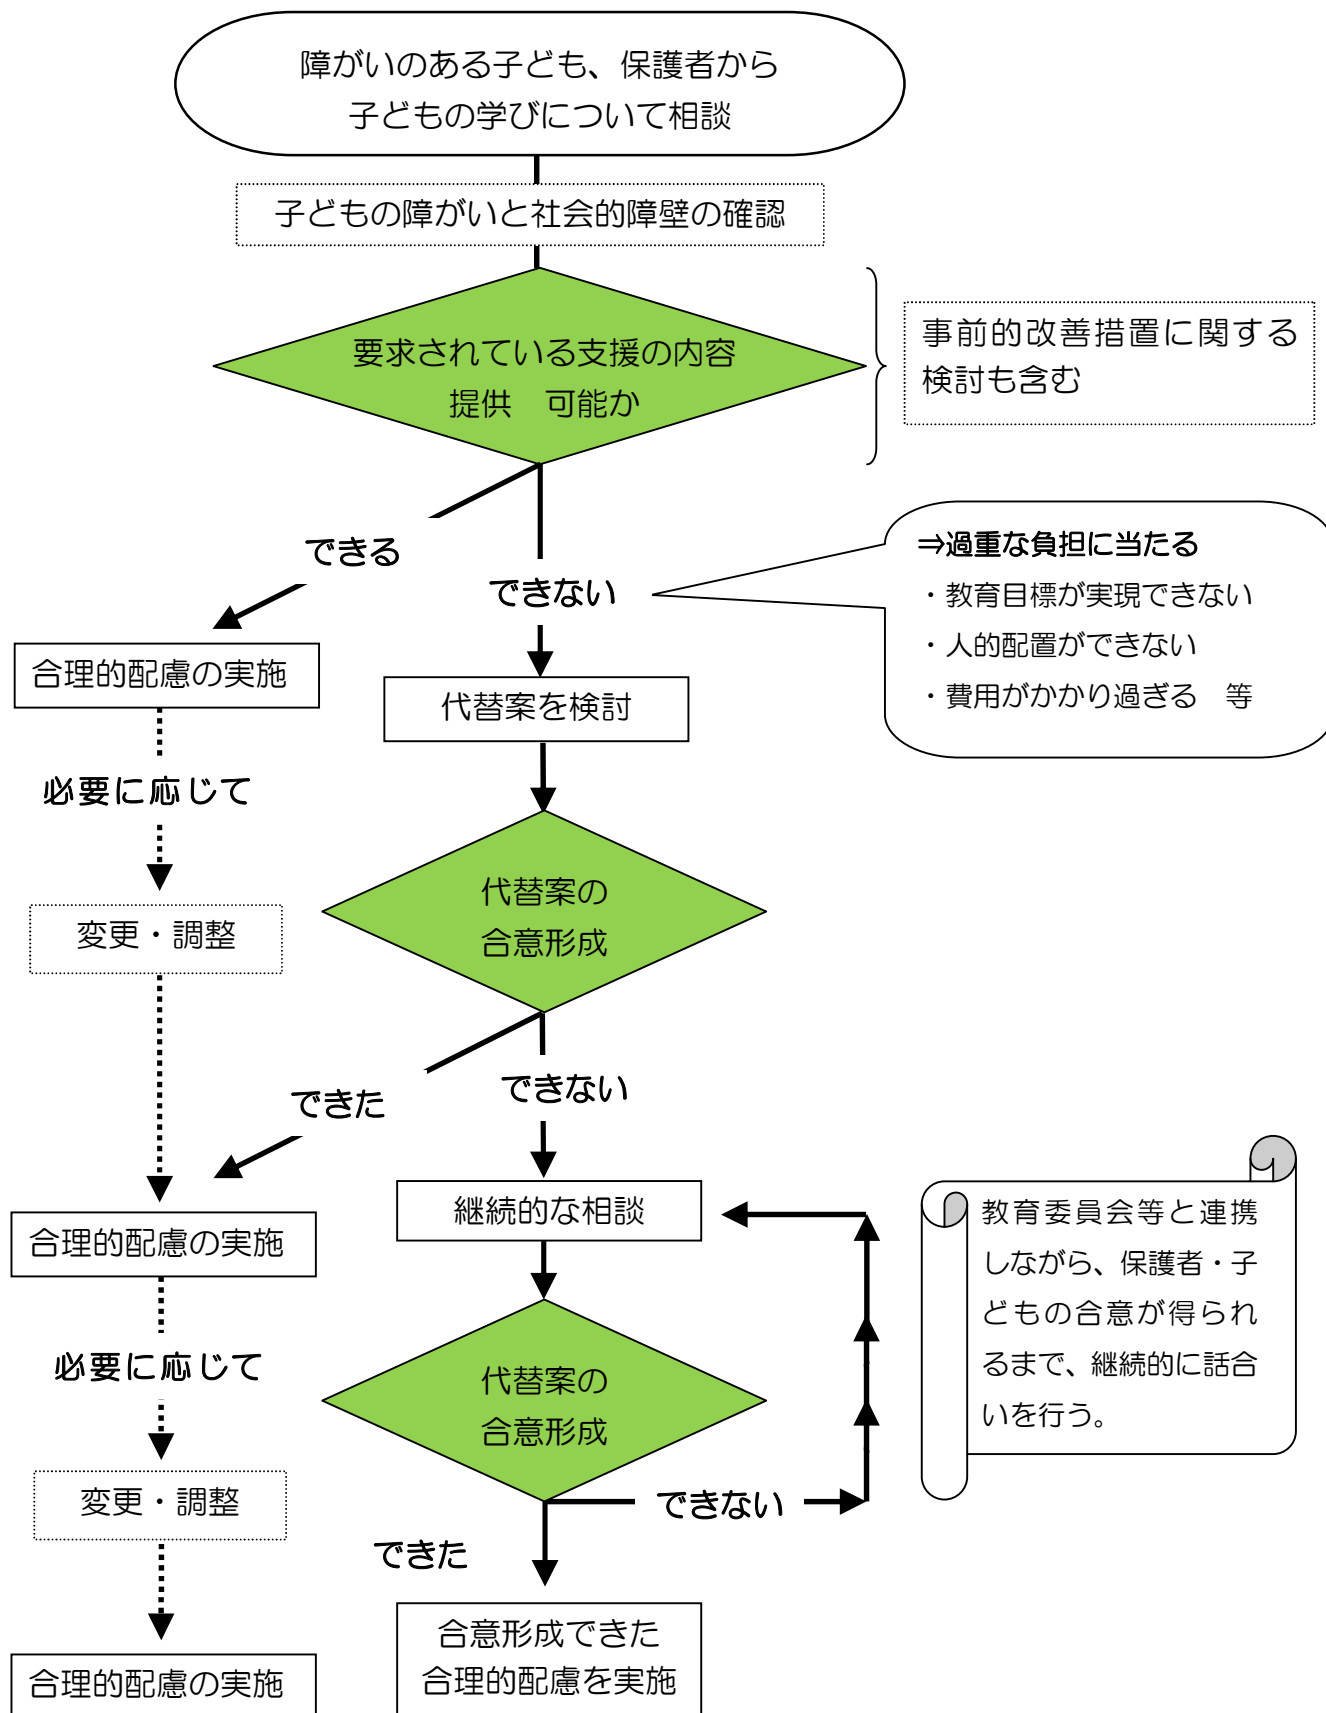 障がいのある子ども、保護者から
子どもの学びについて相談
子どもの障がいと社会的障壁の確認
要求されている支援の内容
提供　可能か
事前的改善措置に関する
検討も含む
できる
できない
⇒過重な負担に当たる
・教育目標が実現できない
・人的配置ができない
・費用がかかり過ぎる　等
合理的配慮の実施
代替案を検討
必要に応じて
変更・調整
代替案の
合意形成
できた
できない
合理的配慮の実施
継続的な相談
教育委員会等と連携
しながら、保護者・子
どもの合意が得られ
るまで、継続的に話合
いを行う。
必要に応じて
代替案の
合意形成
変更・調整
できない
できた
合理的配慮の実施
合意形成できた
合理的配慮を実施